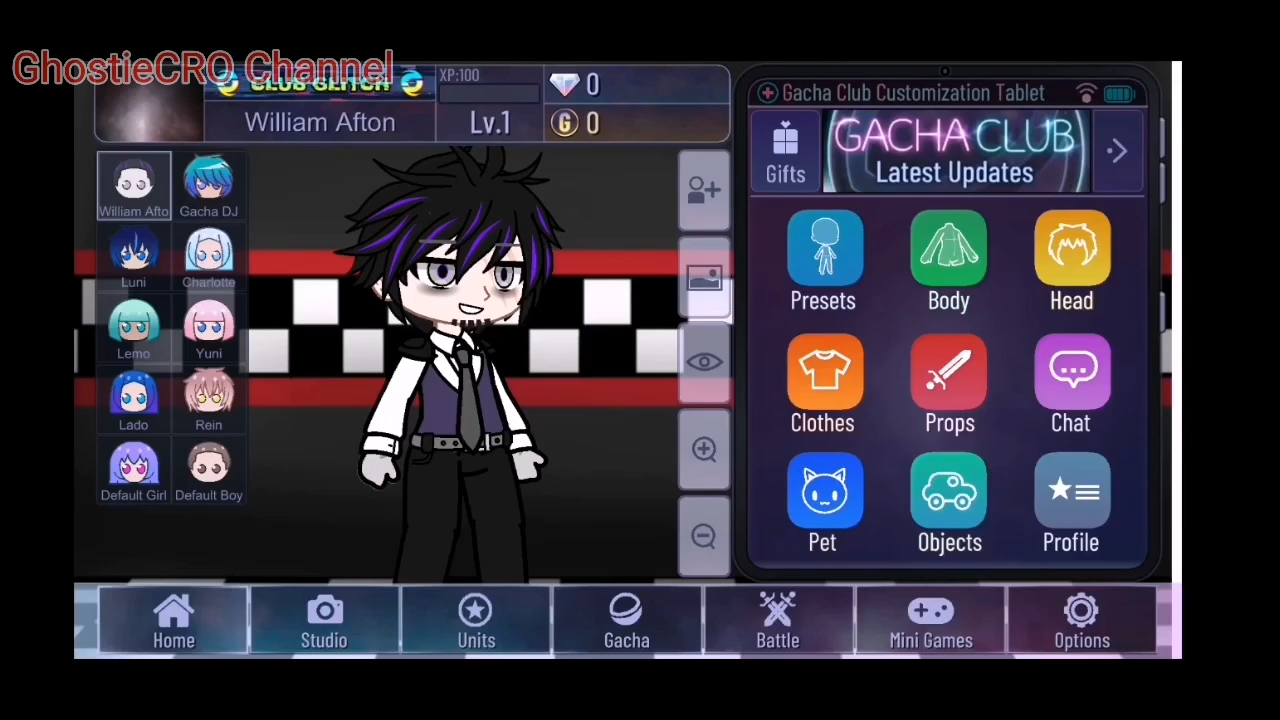 GhostieCRO Channel
CLUB GLITCH
XP:100
0
William Afton
Lv.1
G 0
Gacha Club Customization Tablet
Gifts
GACHA CLUB
Latest Updates
William Afto
Gacha DJ
Luni
Charlotte
Lemo
Yuni
Lado
Rein
Default Girl
Default Boy
Presets
Body
Head
Clothes
Props
Chat
Pet
Objects
Profile
Home
Studio
Units
Gacha
Battle
Mini Games
Options